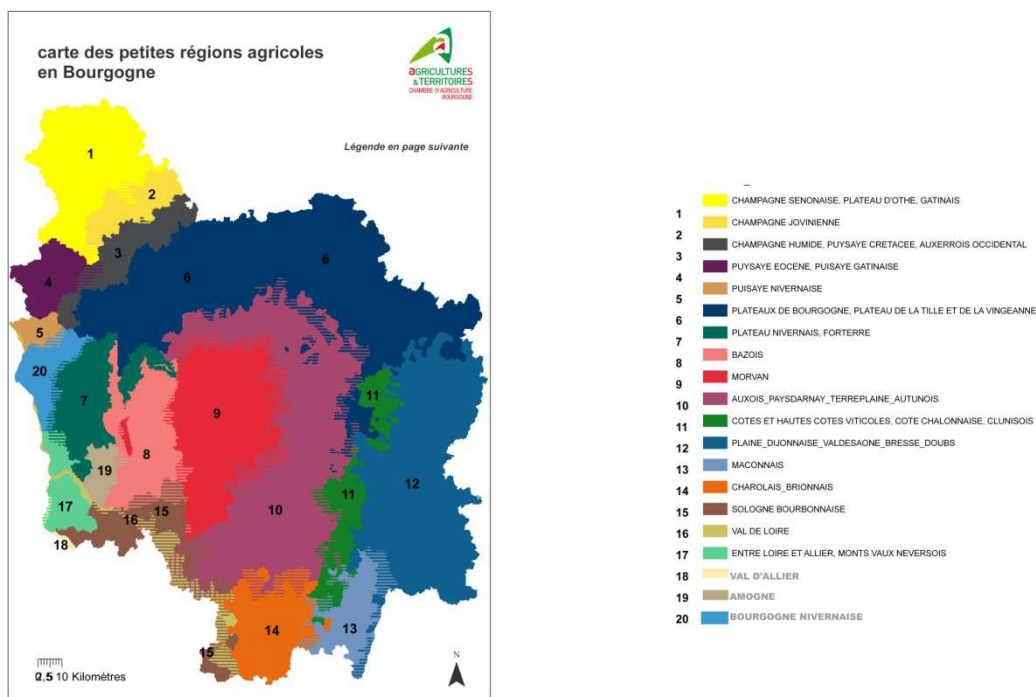 carte des petites régions agricoles
en Bourgogne
aGRICULTURES
& TERRITOIRES
CHAMBRE D'AGRICULTURE
BOURGOGNE
Légende en page suivante
1
2
3
6
6
4
5
20
11
7
9
8
19
11
12
10
15
17
16
18
14
13
15
N
0 2,5 5 10 Kilomètres
CHAMPAGNE SENONAISE, PLATEAU D'OTHE, GATINAIS
1
CHAMPAGNE JOVINIENNE
2
CHAMPAGNE HUMIDE, PUYSAYE CRETACEE, AUXERROIS OCCIDENTAL
3
PUYSAYE EOCENE, PUISAYE GATINAISE
4
PUISAYE NIVERNAISE
5
PLATEAUX DE BOURGOGNE, PLATEAU DE LA TILLE ET DE LA VINGEANNE
6
PLATEAU NIVERNAIS, FORTERRE
7
BAZOIS
8
MORVAN
9
AUXOIS_PAYSDARNAY_TERREPLAINE_AUTUNOIS
10
COTES ET HAUTES COTES VITICOLES, COTE CHALONNAISE, CLUNISOIS
11
PLAINE_DIJONNAISE_VALDESAONE_BRESSE_DOUBS
12
MACONNAIS
13
CHAROLAIS_BRIONNAIS
14
SOLOGNE BOURBONNAISE
15
VAL DE LOIRE
16
ENTRE LOIRE ET ALLIER, MONTS VAUX NEVERSOIS
17
18 VAL D'ALLIER
19 AMOGNE
20 BOURGOGNE NIVERNAISE